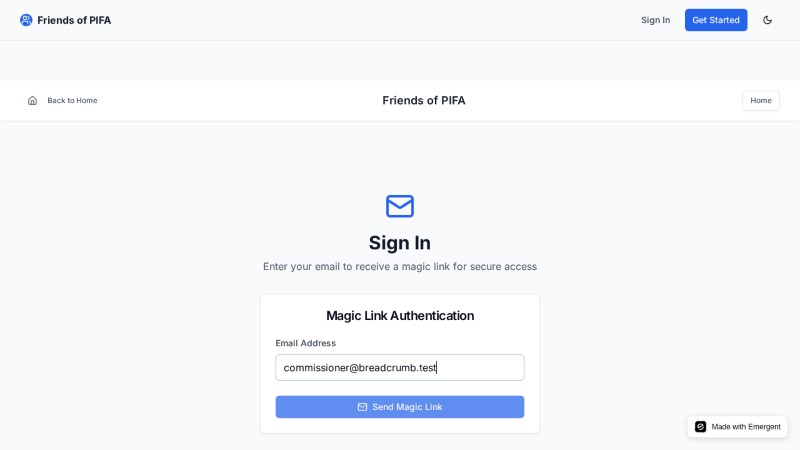 Friends of PIFA
Sign In
Get Started
Back to Home
Friends of PIFA
Home
Sign In
Enter your email to receive a magic link for secure access
Magic Link Authentication
Email Address
commissioner@breadcrumb.test
Send Magic Link
Made with Emergent